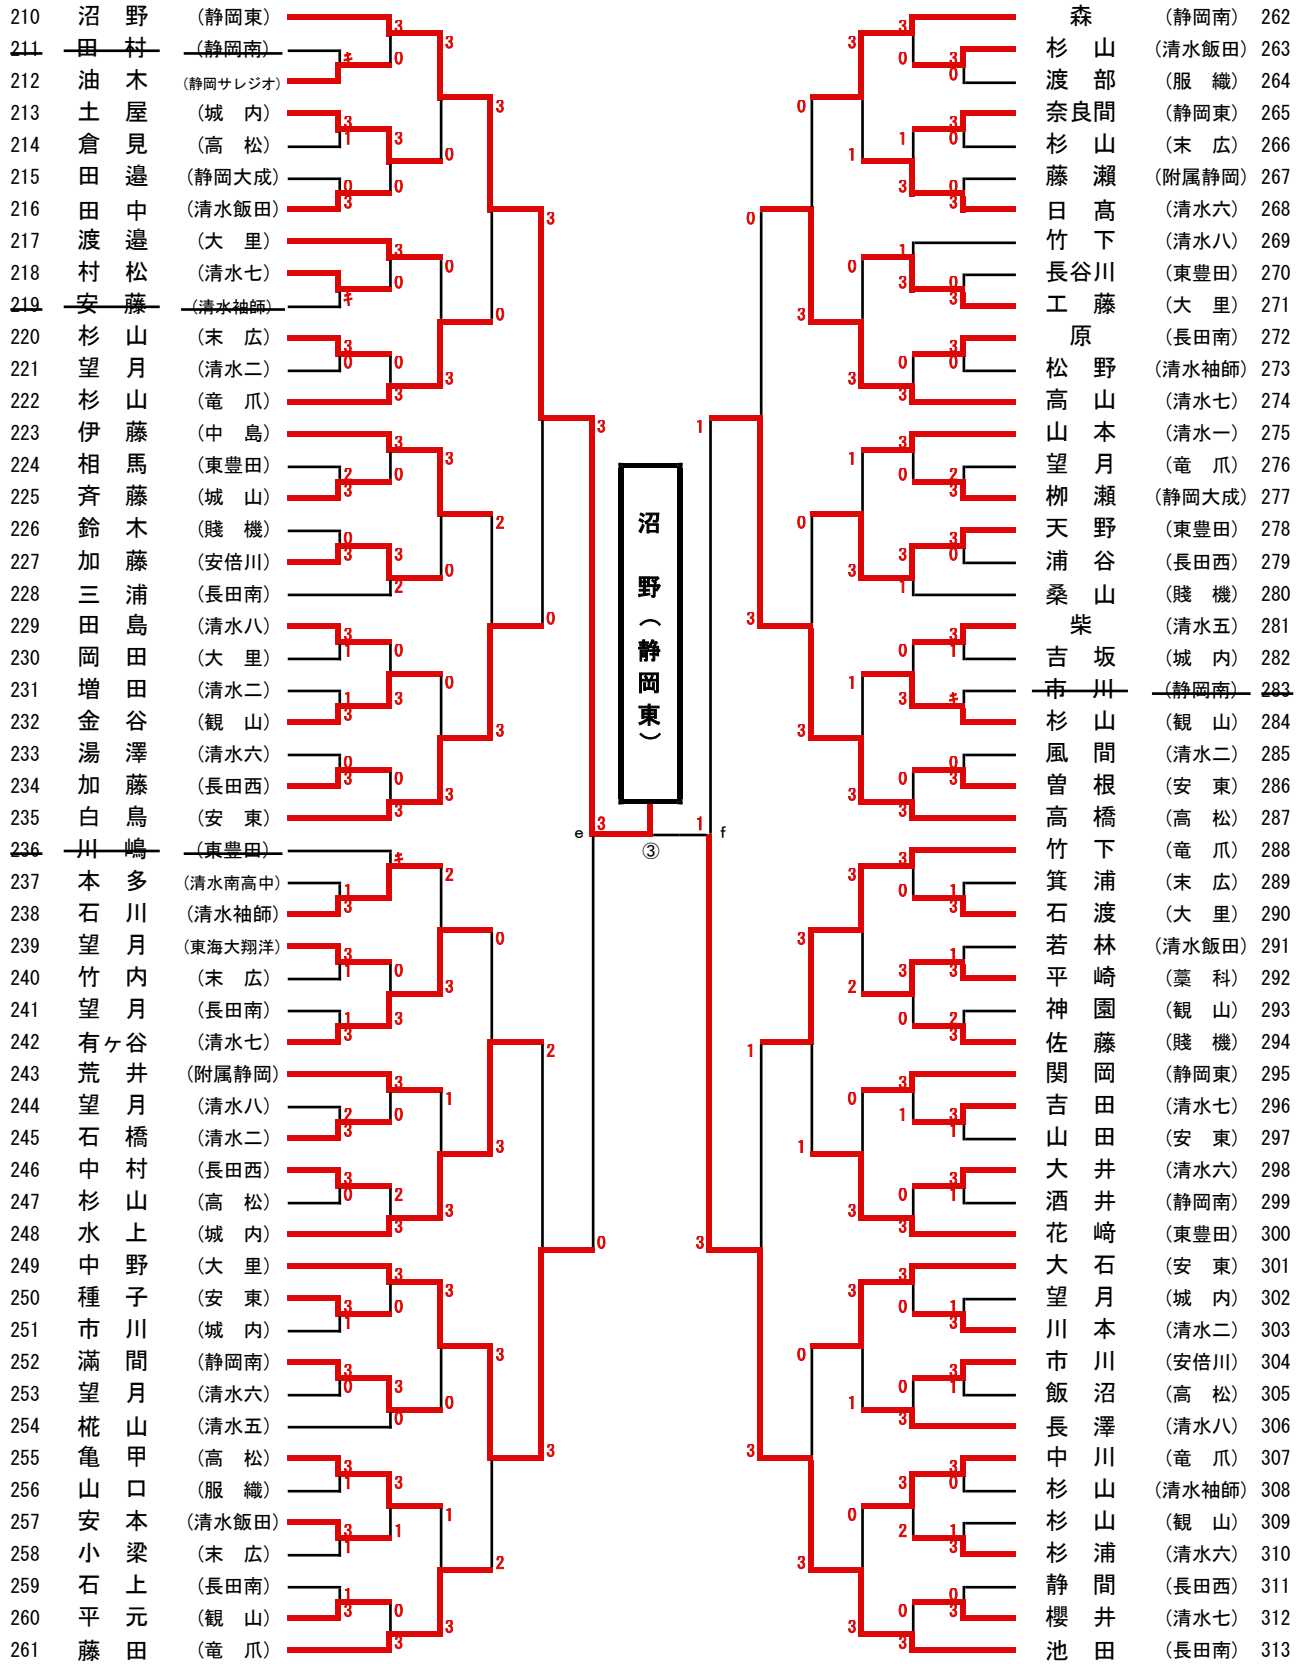 210 沼 野 (静岡東)
211 田 村 (静岡南)
212 油 木 (静岡サレジオ)
213 土 屋 (城 内)
214 倉 見 (高 松)
215 田 邉 (静岡大成)
216 田 中 (清水飯田)
217 渡 邉 (大 里)
218 村 松 (清水七)
219 安 藤 (清水袖師)
220 杉 山 (末 広)
221 望 月 (清水二)
222 杉 山 (竜 爪)
223 伊 藤 (中 島)
224 相 馬 (東豊田)
225 斉 藤 (城 山)
226 鈴 木 (賤 機)
227 加 藤 (安倍川)
228 三 浦 (長田南)
229 田 島 (清水八)
230 岡 田 (大 里)
231 増 田 (清水二)
232 金 谷 (観 山)
233 湯 澤 (清水六)
234 加 藤 (長田西)
235 白 鳥 (安 東)
236 川 嶋 (東豊田)
237 本 多 (清水南高中)
238 石 川 (清水袖師)
239 望 月 (東海大翔洋)
240 竹 内 (末 広)
241 望 月 (長田南)
242 有ヶ谷 (清水七)
243 荒 井 (附属静岡)
244 望 月 (清水八)
245 石 橋 (清水二)
246 中 村 (長田西)
247 杉 山 (高 松)
248 水 上 (城 内)
249 中 野 (大 里)
250 種 子 (安 東)
251 市 川 (城 内)
252 滿 間 (静岡南)
253 望 月 (清水六)
254 椛 山 (清水五)
255 亀 甲 (高 松)
256 山 口 (服 織)
257 安 本 (清水飯田)
258 小 梁 (末 広)
259 石 上 (長田南)
260 平 元 (観 山)
261 藤 田 (竜 爪)
沼 野(静岡東)
e 3 1 f
③
森 (静岡南) 262
杉 山 (清水飯田) 263
渡 部 (服 織) 264
奈良間 (静岡東) 265
杉 山 (末 広) 266
藤 瀬 (附属静岡) 267
日 髙 (清水六) 268
竹 下 (清水八) 269
長谷川 (東豊田) 270
工 藤 (大 里) 271
原 (長田南) 272
松 野 (清水袖師) 273
高 山 (清水七) 274
山 本 (清水一) 275
望 月 (竜 爪) 276
栁 瀬 (静岡大成) 277
天 野 (東豊田) 278
浦 谷 (長田西) 279
桑 山 (賤 機) 280
柴 (清水五) 281
吉 坂 (城 内) 282
市 川 (静岡南) 283
杉 山 (観 山) 284
風 間 (清水二) 285
曽 根 (安 東) 286
高 橋 (高 松) 287
竹 下 (竜 爪) 288
箕 浦 (末 広) 289
石 渡 (大 里) 290
若 林 (清水飯田) 291
平 崎 (藁 科) 292
神 園 (観 山) 293
佐 藤 (賤 機) 294
関 岡 (静岡東) 295
吉 田 (清水七) 296
山 田 (安 東) 297
大 井 (清水六) 298
酒 井 (静岡南) 299
花 﨑 (東豊田) 300
大 石 (安 東) 301
望 月 (城 内) 302
川 本 (清水二) 303
市 川 (安倍川) 304
飯 沼 (高 松) 305
長 澤 (清水八) 306
中 川 (竜 爪) 307
杉 山 (清水袖師) 308
杉 山 (観 山) 309
杉 浦 (清水六) 310
静 間 (長田西) 311
櫻 井 (清水七) 312
池 田 (長田南) 313